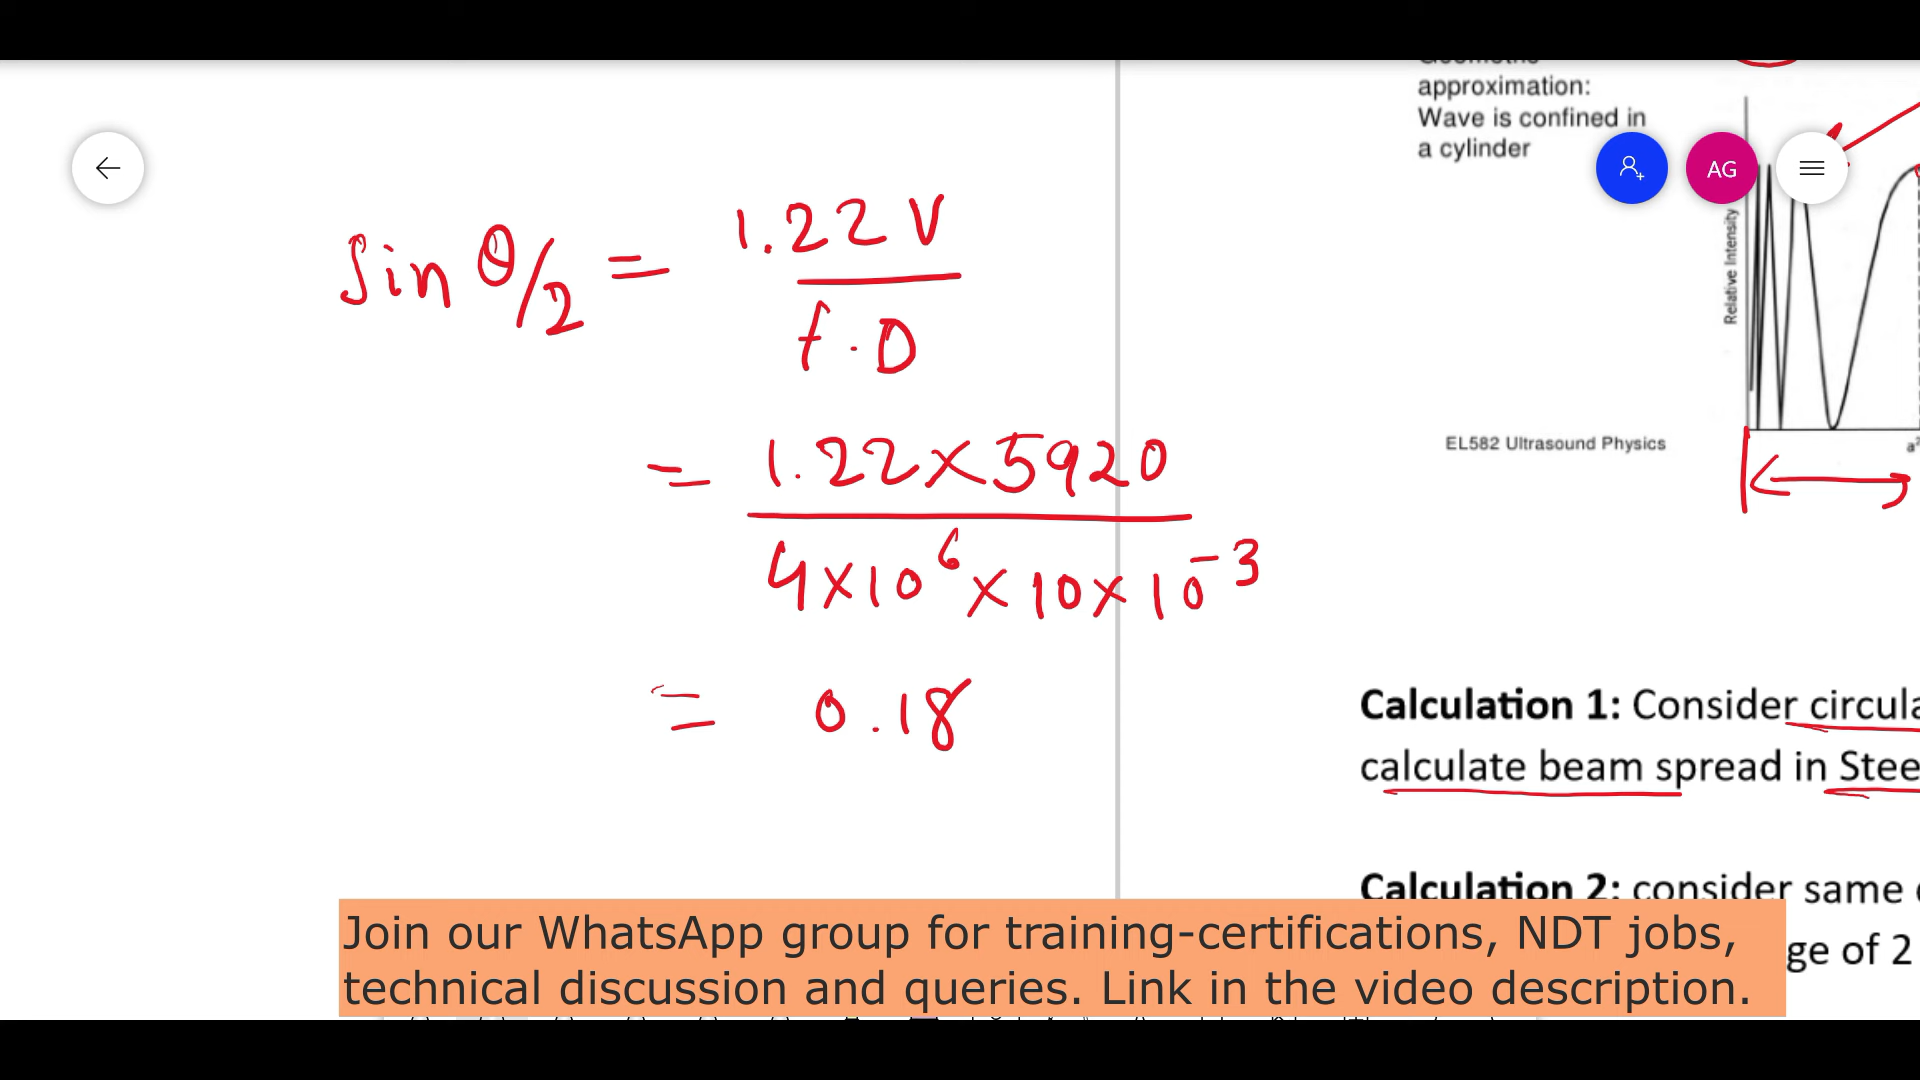 approximation:
Wave is confined in
a cylinder
AG
Relative Intensity
Sin θ/2 = 1.22 V
f . D
EL582 Ultrasound Physics
= 1.22 × 5920
4×10⁶ × 10 × 10⁻³
= 0.18
Calculation 1: Consider
calculate beam spread in
Calculation 2: consider same
ge of 2
Join our WhatsApp group for training-certifications, NDT jobs,
technical discussion and queries. Link in the video description.